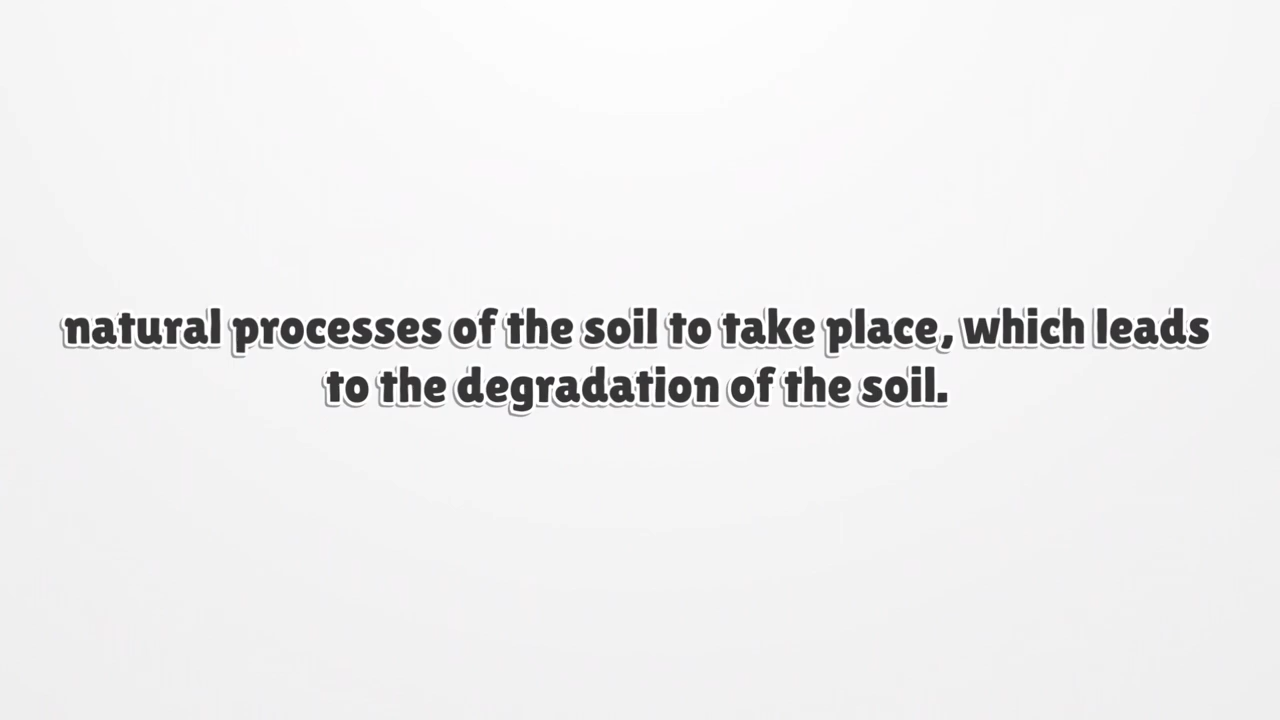 natural processes of the soil to take place, which leads
to the degradation of the soil.